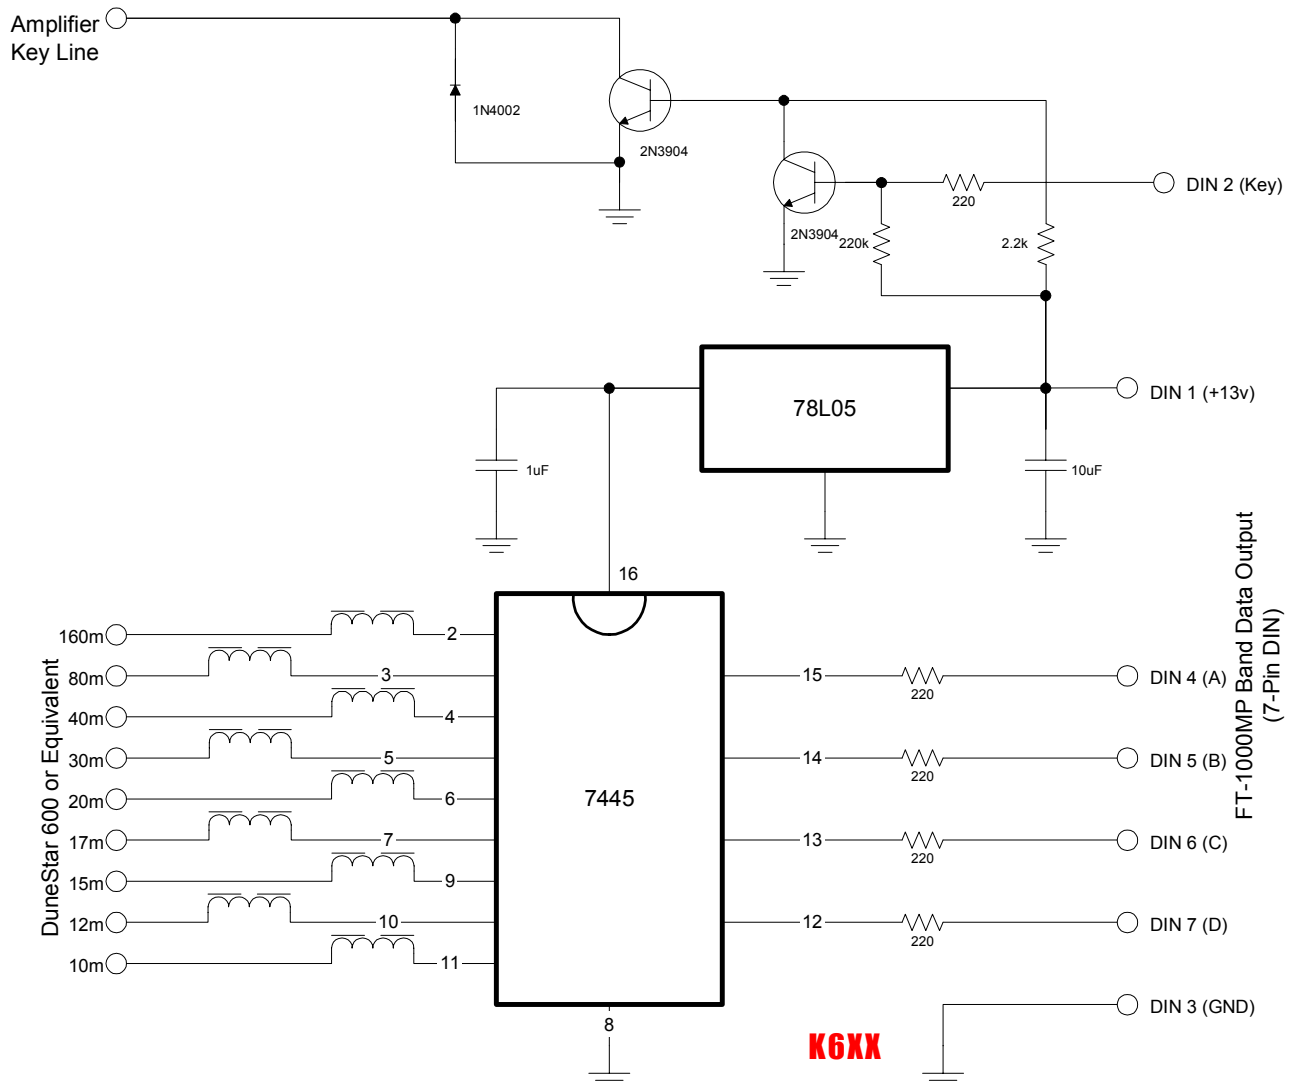 Amplifier
Key Line
1N4002
2N3904
DIN 2 (Key)
220
2N3904
220k
2.2k
78L05
DIN 1 (+13v)
1uF
10uF
16
160m
2
80m
3
15
220
DIN 4 (A)
40m
4
30m
5
14
220
DIN 5 (B)
20m
6
7445
17m
7
13
220
DIN 6 (C)
15m
9
12m
10
12
220
DIN 7 (D)
10m
11
DIN 3 (GND)
8
K6XX
DuneStar 600 or Equivalent
FT-1000MP Band Data Output
(7-Pin DIN)